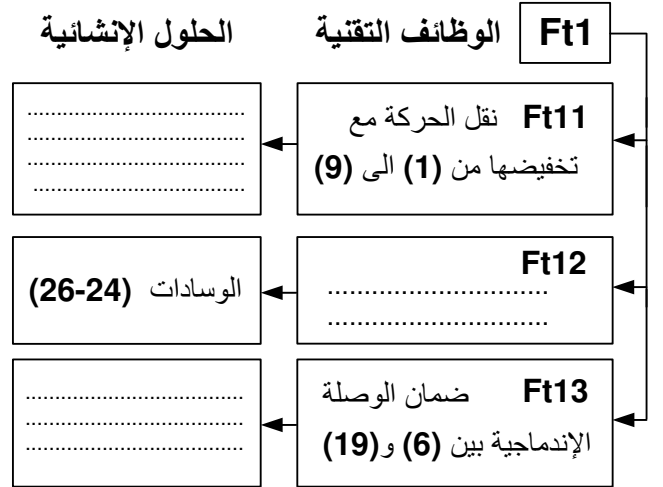 Ft1 الوظائف التقنية الحلول الإنشائية
Ft11 نقل الحركة مع
تخفيضها من (1) الى (9)
................................
................................
................................
................................
Ft12
............................
............................
الوسادات (24-26)
Ft13 ضمان الوصلة
الإندماجية بين (6) و(19)
................................
................................
................................